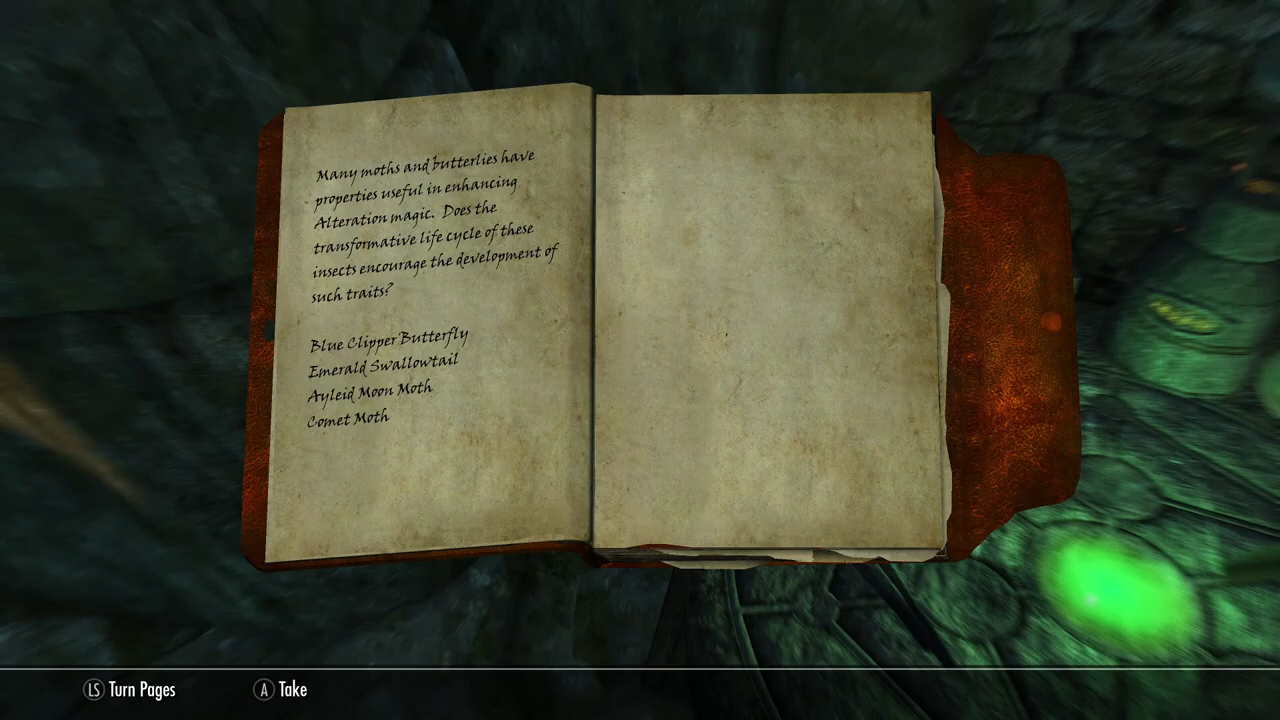 Many moths and butterlies have
properties useful in enhancing
Alteration magic. Does the
transformative life cycle of these
insects encourage the development of
such traits?
Blue Clipper Butterfly
Emerald Swallowtail
Ayleid Moon Moth
Comet Moth
LS Turn Pages
A Take